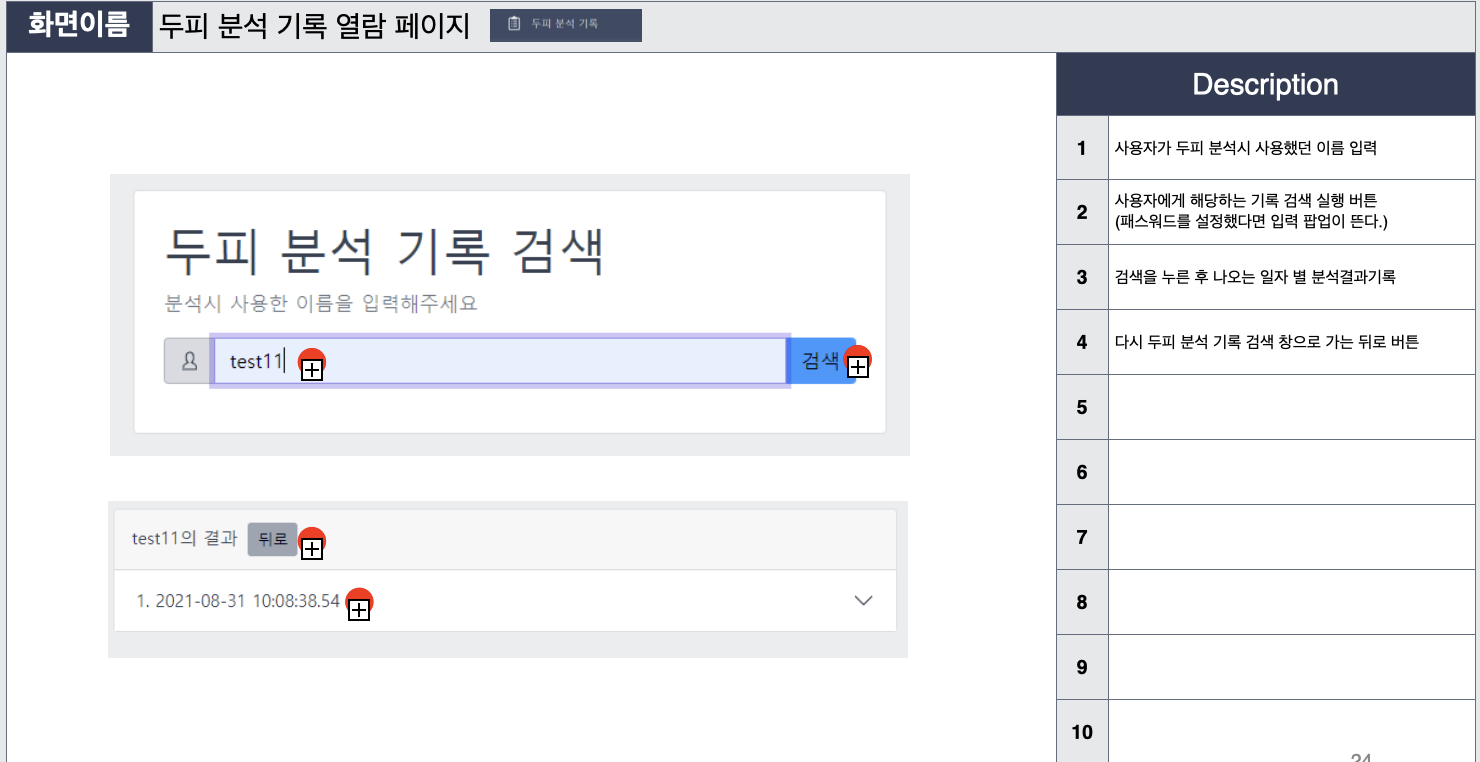 화면이름
두피 분석 기록 열람 페이지
두피 분석 기록
두피 분석 기록 검색
분석시 사용한 이름을 입력해주세요
test11
검색
test11의 결과
뒤로
1. 2021-08-31 10:08:38.54
Description
1 사용자가 두피 분석시 사용했던 이름 입력
2 사용자에게 해당하는 기록 검색 실행 버튼
(패스워드를 설정했다면 입력 팝업이 뜬다.)
3 검색을 누른 후 나오는 일자 별 분석결과기록
4 다시 두피 분석 기록 검색 창으로 가는 뒤로 버튼
5
6
7
8
9
10